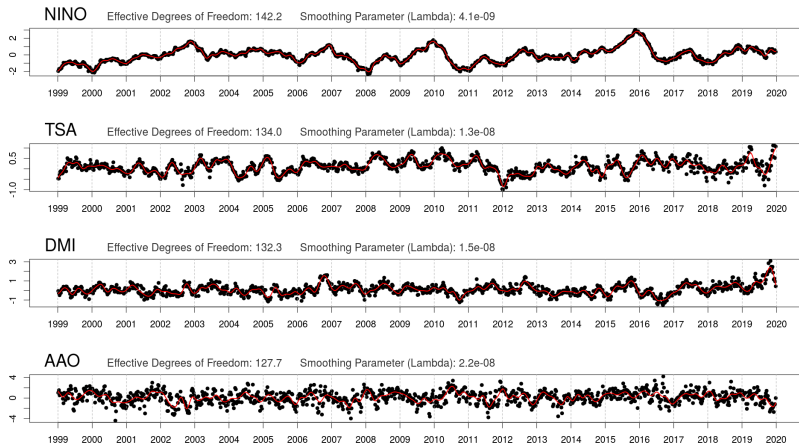 NINO Effective Degrees of Freedom: 142.2 Smoothing Parameter (Lambda): 4.1e-09
2
0
-2
1999 2000 2001 2002 2003 2004 2005 2006 2007 2008 2009 2010 2011 2012 2013 2014 2015 2016 2017 2018 2019 2020
TSA Effective Degrees of Freedom: 134.0 Smoothing Parameter (Lambda): 1.3e-08
0.5
-1.0
1999 2000 2001 2002 2003 2004 2005 2006 2007 2008 2009 2010 2011 2012 2013 2014 2015 2016 2017 2018 2019 2020
DMI Effective Degrees of Freedom: 132.3 Smoothing Parameter (Lambda): 1.5e-08
3
1
-1
1999 2000 2001 2002 2003 2004 2005 2006 2007 2008 2009 2010 2011 2012 2013 2014 2015 2016 2017 2018 2019 2020
AAO Effective Degrees of Freedom: 127.7 Smoothing Parameter (Lambda): 2.2e-08
4
0
-4
1999 2000 2001 2002 2003 2004 2005 2006 2007 2008 2009 2010 2011 2012 2013 2014 2015 2016 2017 2018 2019 2020